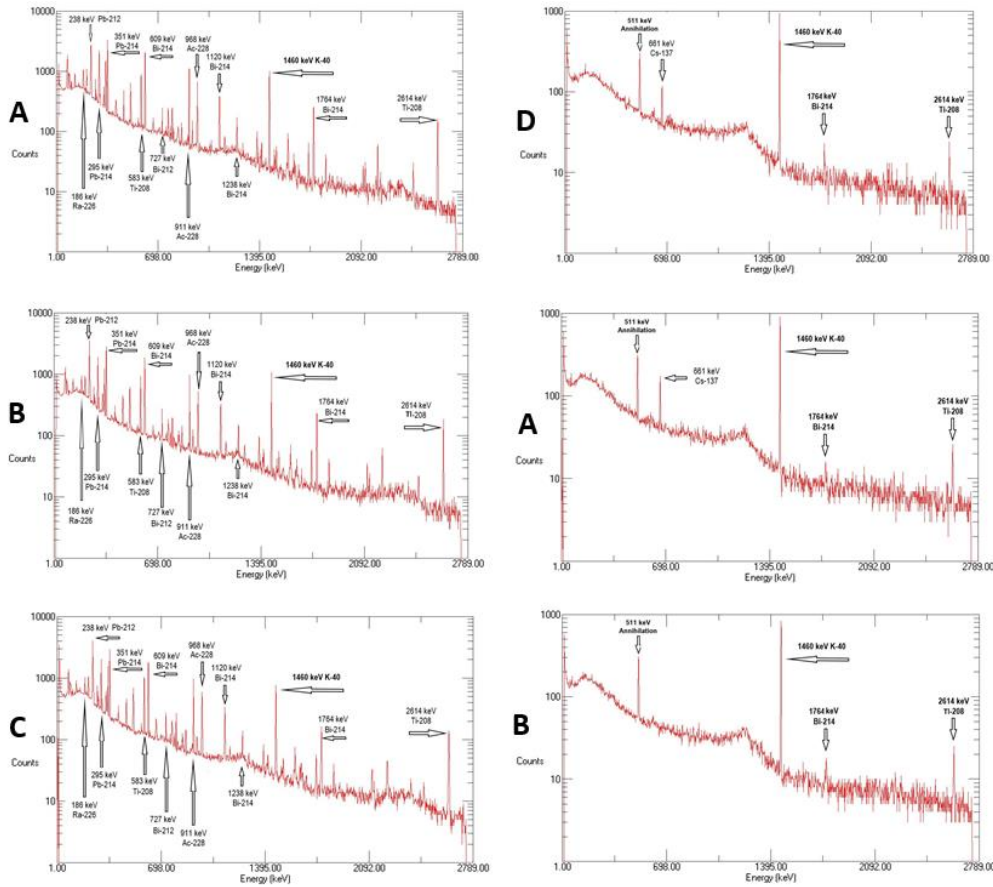 238 keV Pb-212
351 keV
Pb-214
609 keV
Bi-214
968 keV
Ac-228
1120 keV
Bi-214
1460 keV K-40
1764 keV
Bi-214
2614 keV
Ti-208
10000
1000
100
10
A
Counts
186 keV
Ra-226
295 keV
Pb-214
583 keV
Ti-208
727 keV
Bi-212
911 keV
Ac-228
1238 keV
Bi-214
1.00
698.00
1395.00
2092.00
2789.00
Energy (keV)
511 keV
Annihilation
661 keV
Cs-137
1460 keV K-40
1764 keV
Bi-214
2614 keV
Ti-208
1000
100
10
1
D
Counts
1.00
698.00
1395.00
2092.00
2789.00
Energy (keV)
238 keV Pb-212
351 keV
Pb-214
609 keV
Bi-214
968 keV
Ac-228
1120 keV
Bi-214
1460 keV K-40
1764 keV
Bi-214
2614 keV
10000
1000
100
10
B
Counts
186 keV
Ra-226
295 keV
Pb-214
583 keV
Ti-208
727 keV
Bi-212
911 keV
Ac-228
1238 keV
Bi-214
1.00
698.00
1395.00
2092.00
2789.00
Energy (keV)
511 keV
Annihilation
661 keV
Cs-137
1460 keV K-40
1764 keV
Bi-214
2614 keV
Ti-208
1000
100
10
1
A
Counts
1.00
698.00
1395.00
2092.00
2789.00
Energy (keV)
238 keV Pb-212
351 keV
Pb-214
609 keV
Bi-214
968 keV
Ac-228
1120 keV
Bi-214
1460 keV K-40
1764 keV
Bi-214
2614 keV
Ti-208
10000
1000
100
10
C
Counts
186 keV
Ra-226
295 keV
Pb-214
583 keV
Ti-208
727 keV
Bi-212
911 keV
Ac-228
1238 keV
Bi-214
1.00
698.00
1395.00
2092.00
2789.00
Energy (keV)
511 keV
Annihilation
1460 keV K-40
1764 keV
Bi-214
2614 keV
Ti-208
1000
100
10
1
B
Counts
1.00
698.00
1395.00
2092.00
2789.00
Energy (keV)